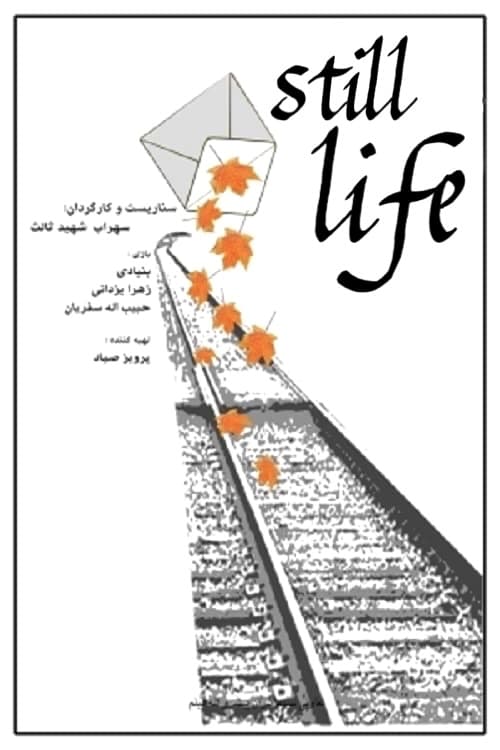 still
life
سناریست و کارگردان:
سهراب شهید ثالث
بازی :
بنیادی
زهرا یزدانی
حبیب اله سفریان
تهیه کننده :
پرویز صیاد